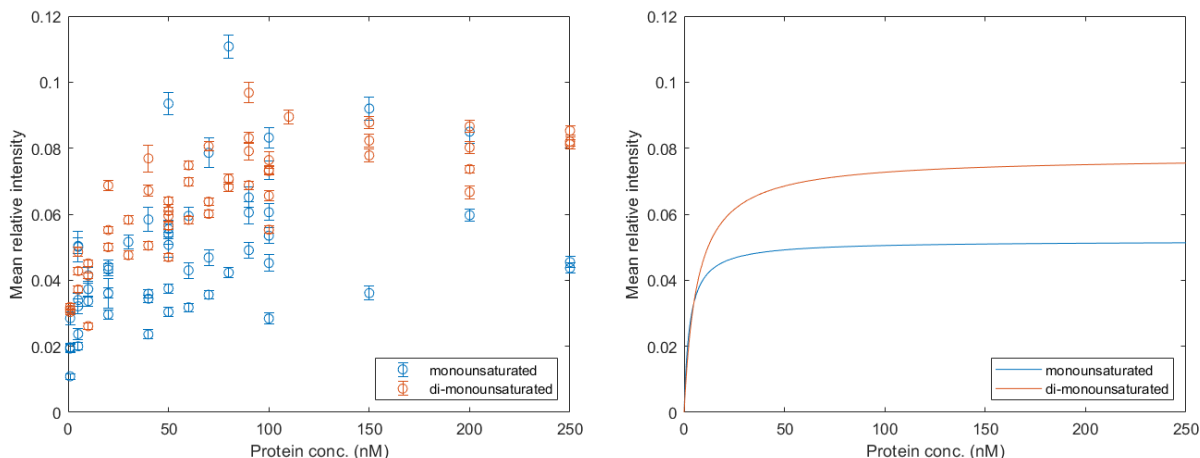 0.12
0.1
0.08
0.06
0.04
0.02
0
Mean relative intensity
0 50 100 150 200 250
Protein conc. (nM)
monounsaturated
di-monounsaturated
0.12
0.1
0.08
0.06
0.04
0.02
0
Mean relative intensity
0 50 100 150 200 250
Protein conc. (nM)
monounsaturated
di-monounsaturated